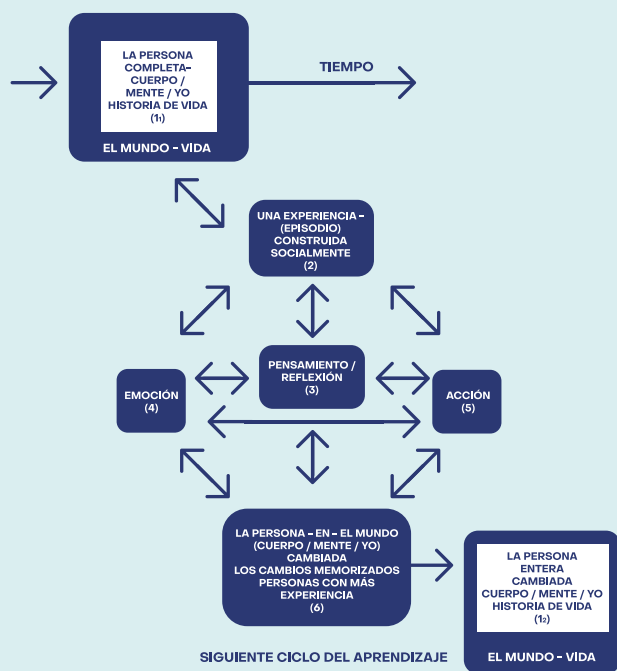 LA PERSONA
COMPLETA–
CUERPO /
MENTE / YO
HISTORIA DE VIDA
(1₁)
EL MUNDO – VIDA
TIEMPO
UNA EXPERIENCIA –
(EPISODIO)
CONSTRUIDA
SOCIALMENTE
(2)
PENSAMIENTO /
REFLEXIÓN
(3)
EMOCIÓN
(4)
ACCIÓN
(5)
LA PERSONA – EN – EL MUNDO
(CUERPO / MENTE / YO)
CAMBIADA
LOS CAMBIOS MEMORIZADOS
PERSONAS CON MÁS
EXPERIENCIA
(6)
LA PERSONA
ENTERA
CAMBIADA
CUERPO / MENTE / YO
HISTORIA DE VIDA
(1₂)
EL MUNDO – VIDA
SIGUIENTE CICLO DEL APRENDIZAJE